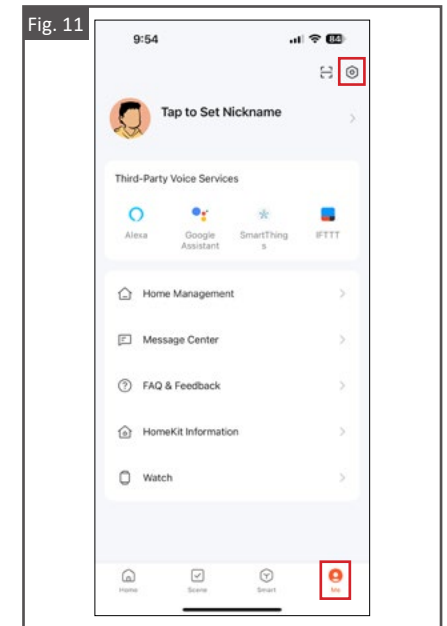 Fig. 11
9:54
84
Tap to Set Nickname
Third-Party Voice Services
Alexa
Google
Assistant
SmartThing
s
IFTTT
Home Management
Message Center
FAQ & Feedback
HomeKit Information
Watch
Home
Scene
Smart
Me